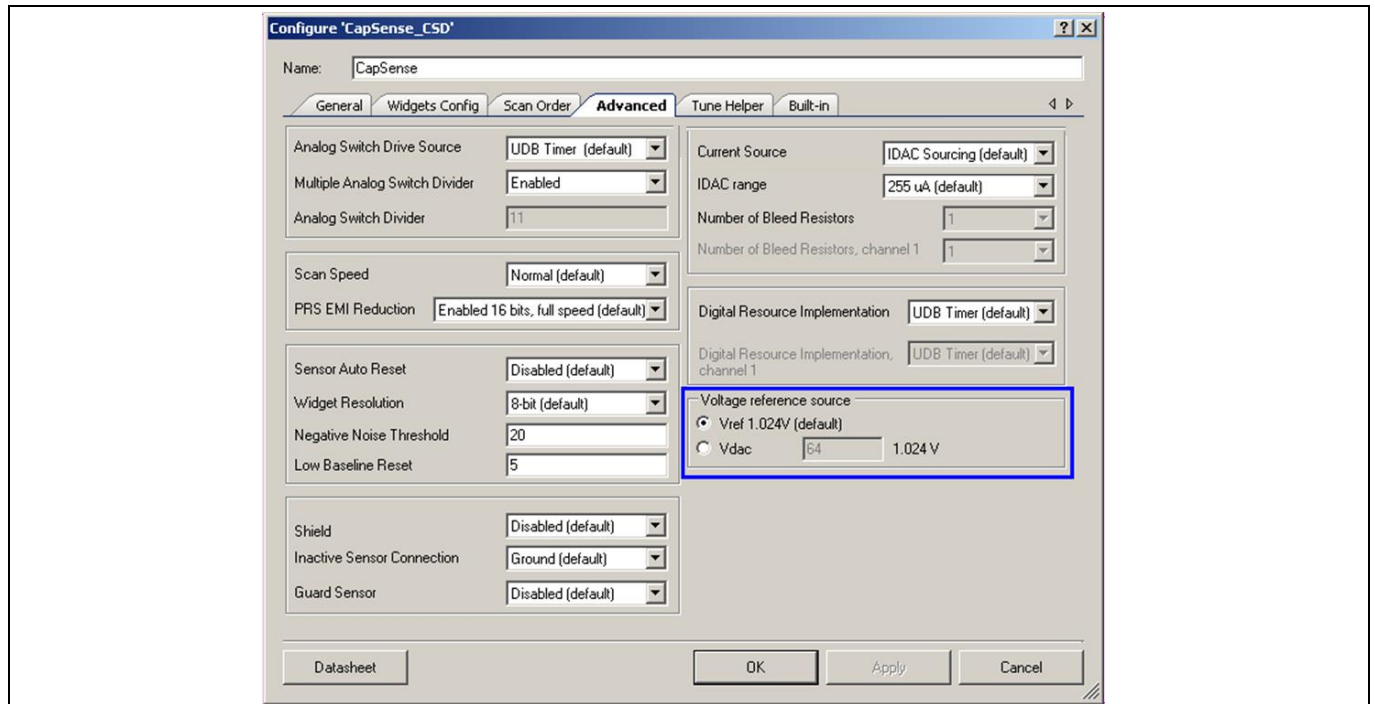 Configure 'CapSense_CSD'
Name: CapSense
General Widgets Config Scan Order Advanced Tune Helper Built-in
Analog Switch Drive Source UDB Timer (default)
Multiple Analog Switch Divider Enabled
Analog Switch Divider 11
Scan Speed Normal (default)
PRS EMI Reduction Enabled 16 bits, full speed (default)
Sensor Auto Reset Disabled (default)
Widget Resolution 8-bit (default)
Negative Noise Threshold 20
Low Baseline Reset 5
Shield Disabled (default)
Inactive Sensor Connection Ground (default)
Guard Sensor Disabled (default)
Current Source IDAC Sourcing (default)
IDAC range 255 uA (default)
Number of Bleed Resistors 1
Number of Bleed Resistors, channel 1 1
Digital Resource Implementation UDB Timer (default)
Digital Resource Implementation, UDB Timer (default)
channel 1
Voltage reference source
Vref 1.024V (default)
Vdac 64 1.024 V
Datasheet OK Apply Cancel